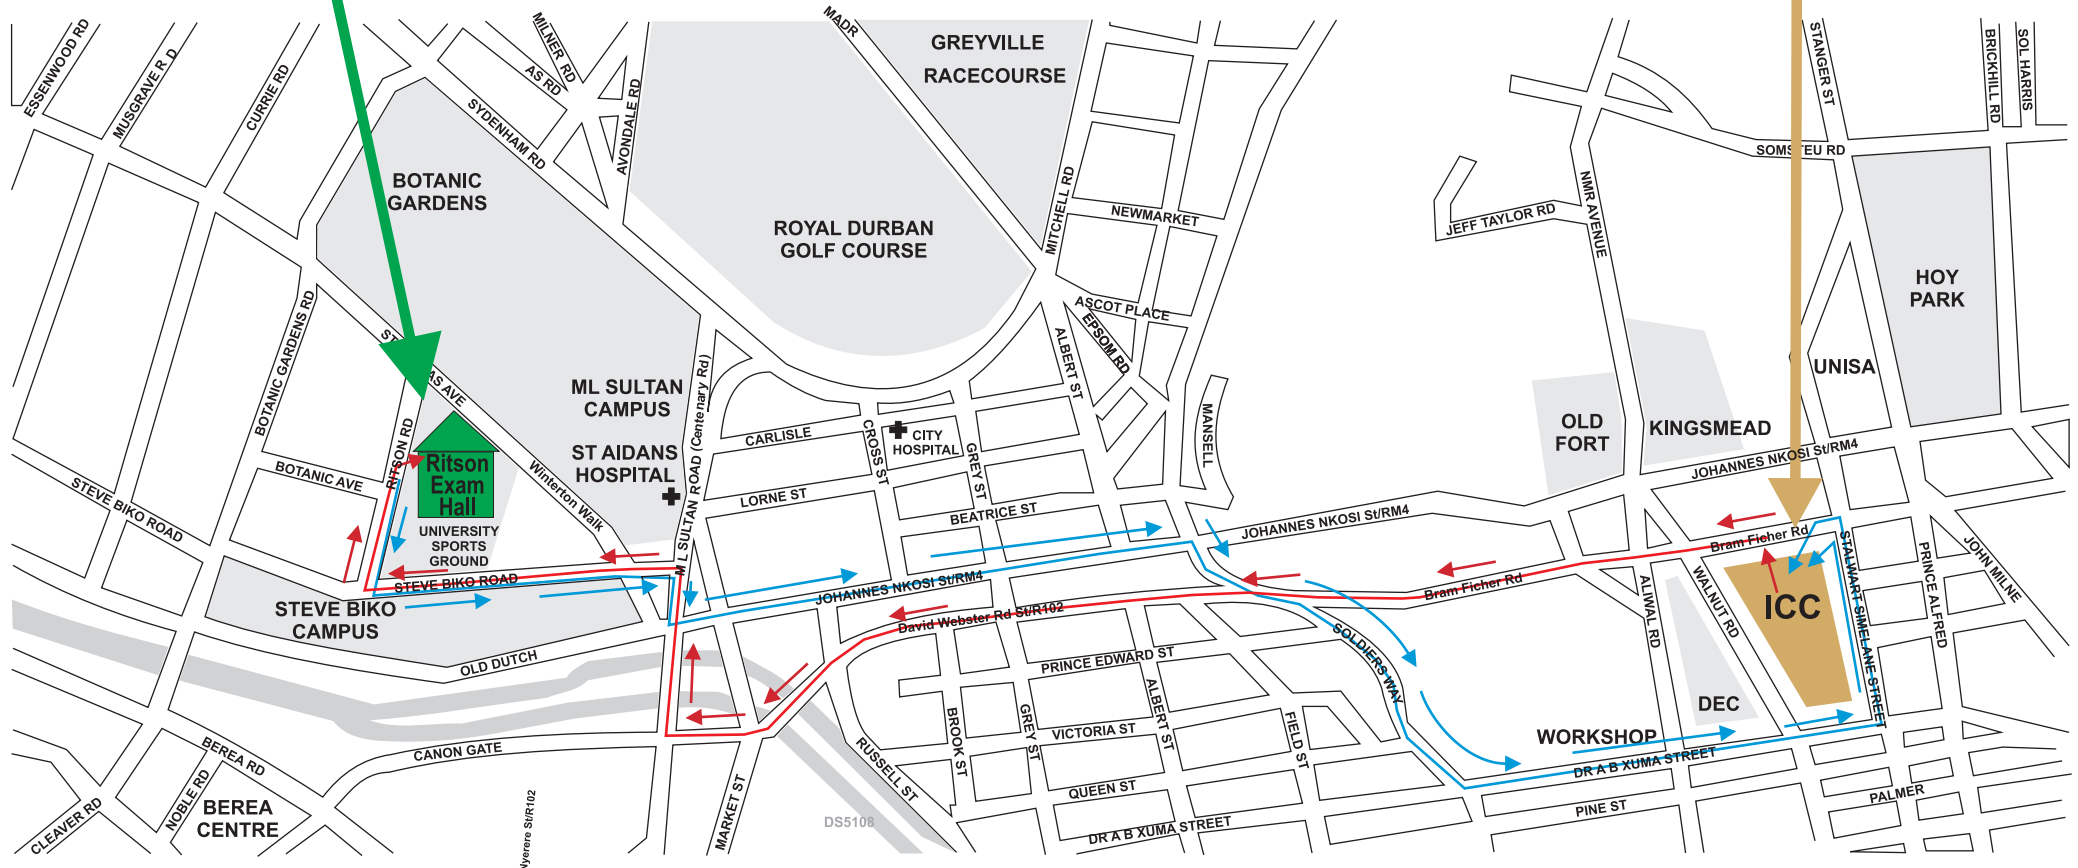 ESSENWOOD RD
MUSGRAVE R D
CURRIE RD
MILNER RD
AS RD
AVONDALE RD
SYDENHAM RD
MADR
GREYVILLE
RACECOURSE
STANGER ST
BRICKHILL RD
SOL HARRIS
BOTANIC
GARDENS
ROYAL DURBAN
GOLF COURSE
MITCHELL RD
NEWMARKET
JEFF TAYLOR RD
NMR AVENUE
SOMSTEU RD
HOY
PARK
ASCOT PLACE
EPSOM RD
ALBERT ST
BOTANIC GARDENS RD
ST
AS AVE
ML SULTAN
CAMPUS
ST AIDANS
HOSPITAL
M L SULTAN ROAD (Centenary Rd)
CARLISLE
CROSS ST
CITY
HOSPITAL
GREY ST
MANSELL
OLD
FORT
KINGSMEAD
UNISA
JOHANNES NKOSI St/RM4
RITSON RD
BOTANIC AVE
Ritson
Exam
Hall
Winterton Walk
UNIVERSITY
SPORTS
GROUND
STEVE BIKO ROAD
LORNE ST
BEATRICE ST
JOHANNES NKOSI St/RM4
Bram Ficher Rd
STALWART SIMELANE STREET
PRINCE ALFRED
JOHN MILNE
STEVE BIKO ROAD
STEVE BIKO
CAMPUS
JOHANNES NKOSI St/RM4
David Webster Rd St/R102
Bram Ficher Rd
ALIWAL RD
WALNUT RD
ICC
OLD DUTCH
PRINCE EDWARD ST
SOLDIERS WAY
DEC
WORKSHOP
BROOK ST
GREY ST
VICTORIA ST
ALBERT ST
FIELD ST
DR A B XUMA STREET
CANON GATE
BEREA RD
NOBLE RD
CLEAVER RD
BEREA
CENTRE
Nyerere St/R102
MARKET ST
RUSSELL ST
DS5108
QUEEN ST
DR A B XUMA STREET
PINE ST
PALMER